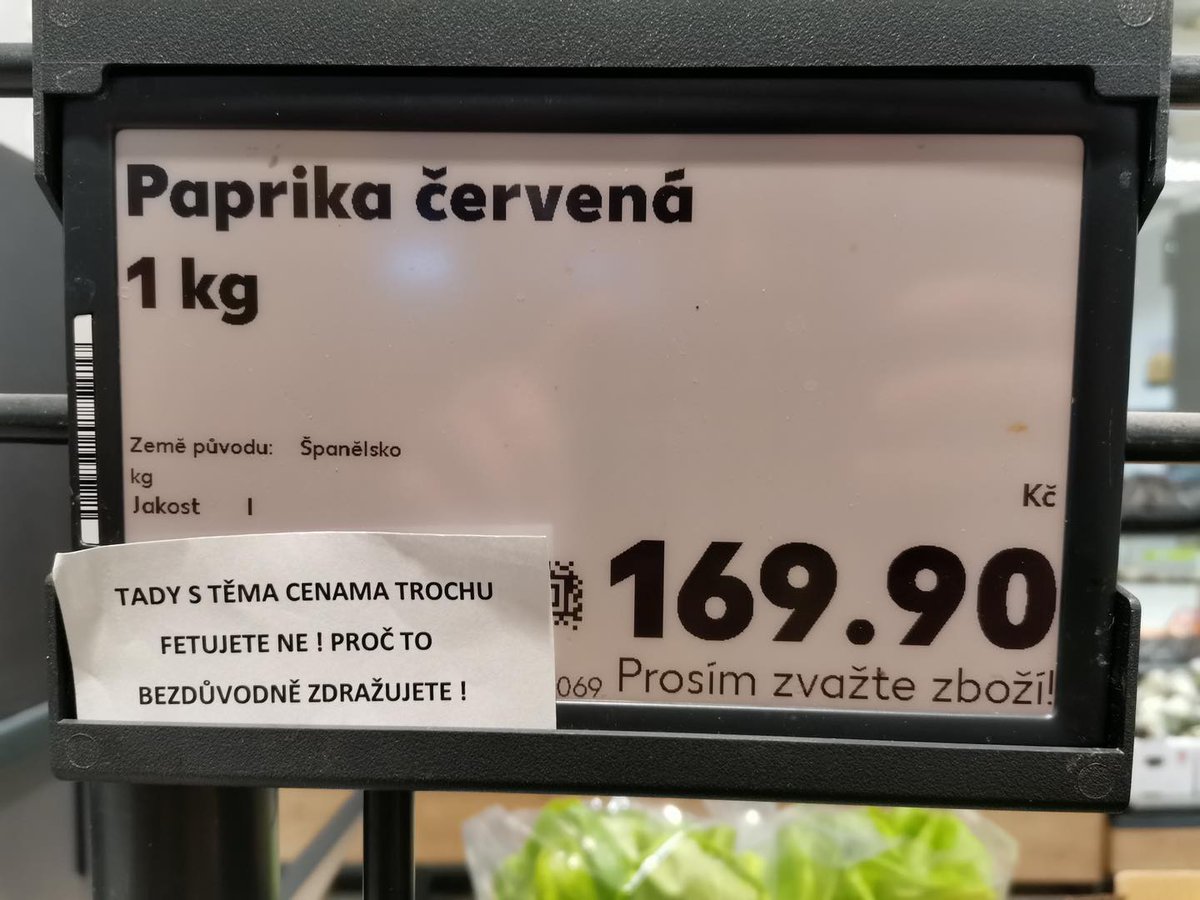 Paprika červená
1 kg
Země původu: Španělsko
kg
Jakost I
Kč
169.90
069 Prosím zvažte zboží!
TADY S TĚMA CENAMA TROCHU
FETUJETE NE ! PROČ TO
BEZDŮVODNĚ ZDRAŽUJETE !